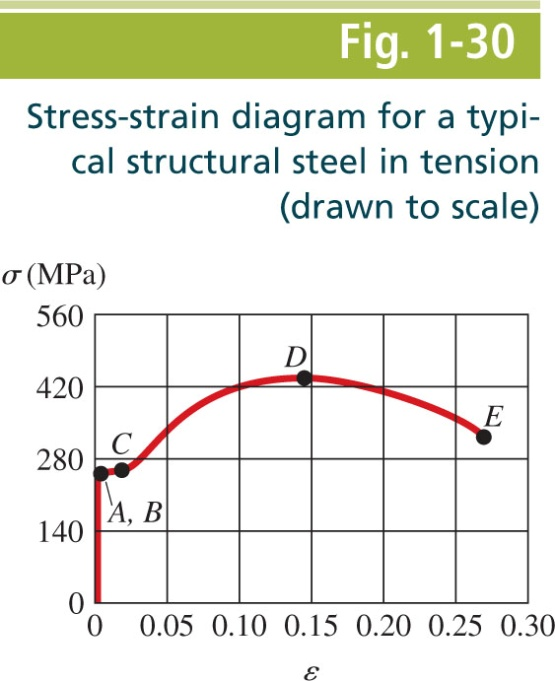 Fig. 1-30
Stress-strain diagram for a typi-
cal structural steel in tension
(drawn to scale)
σ (MPa)
560
D
420
E
C
280
A, B
140
0
0 0.05 0.10 0.15 0.20 0.25 0.30
ε